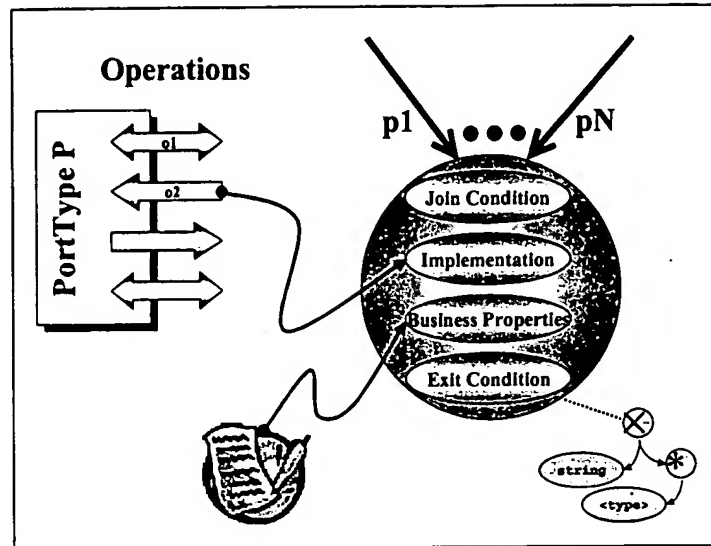 Operations
PortType P
o1
o2
p1
pN
Join Condition
Implementation
Business Properties
Exit Condition
string
<type>